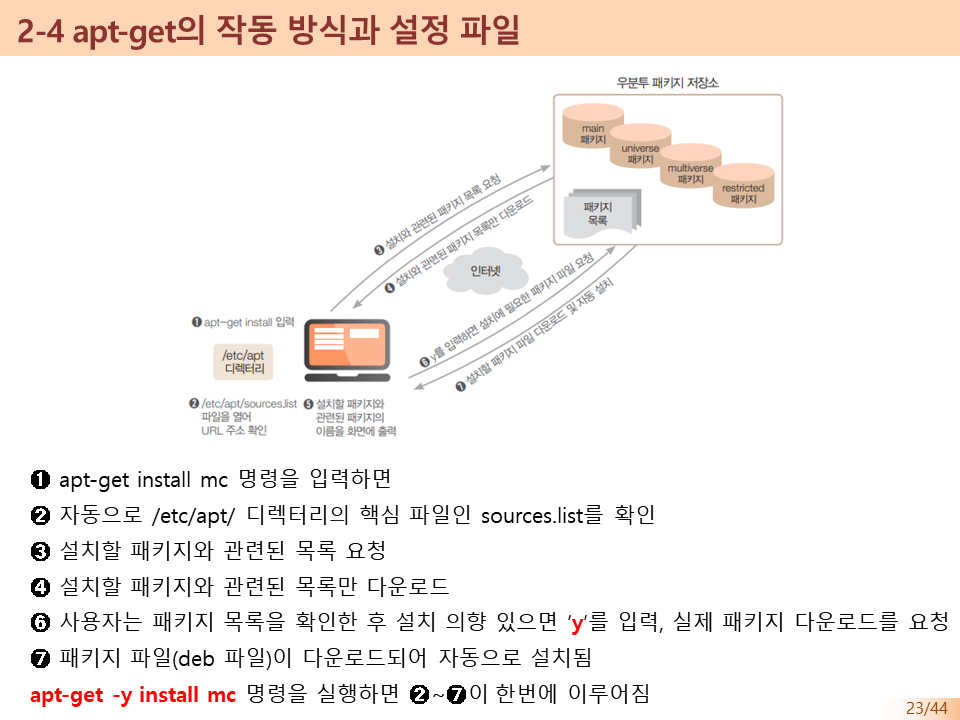 2-4 apt-get의 작동 방식과 설정 파일
우분투 패키지 저장소
main
패키지
universe
패키지
multiverse
패키지
restricted
패키지
패키지
목록
❸ 설치와 관련된 패키지 목록 요청
❹ 설치와 관련된 패키지 목록만 다운로드
인터넷
❻ y를 입력하면 설치에 필요한 패키지 파일 요청
❼ 설치할 패키지 파일 다운로드 및 자동 설치
❶ apt-get install 입력
/etc/apt
디렉터리
❷ /etc/apt/sources.list
파일을 열어
URL 주소 확인
❺ 설치할 패키지와
관련된 패키지의
이름을 화면에 출력
❶ apt-get install mc 명령을 입력하면
❷ 자동으로 /etc/apt/ 디렉터리의 핵심 파일인 sources.list를 확인
❸ 설치할 패키지와 관련된 목록 요청
❹ 설치할 패키지와 관련된 목록만 다운로드
❻ 사용자는 패키지 목록을 확인한 후 설치 의향 있으면 ‘y’를 입력, 실제 패키지 다운로드를 요청
❼ 패키지 파일(deb 파일)이 다운로드되어 자동으로 설치됨
apt-get -y install mc 명령을 실행하면 ❷~❼이 한번에 이루어짐
23/44